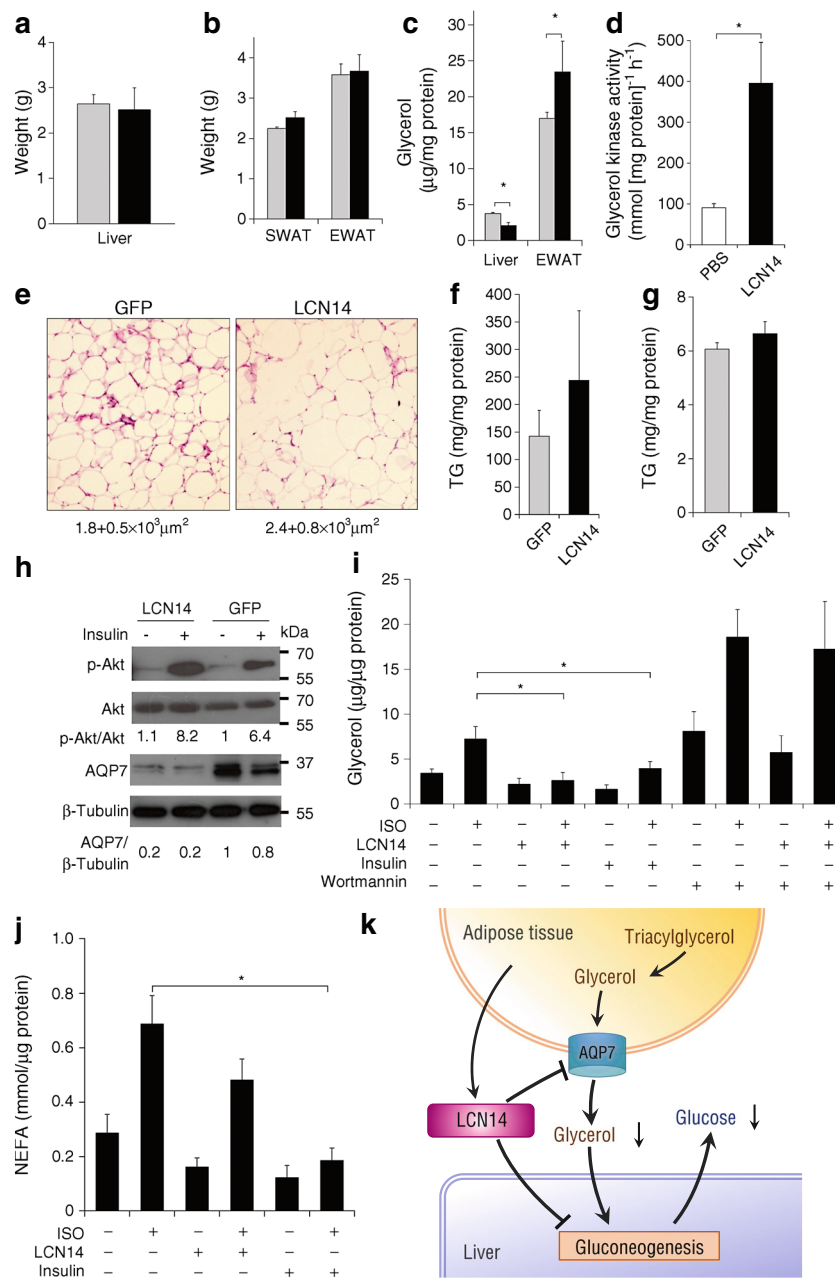 a
Weight (g)
4
3
2
1
0
Liver
b
Weight (g)
4
3
2
1
0
SWAT EWAT
c
Glycerol
(μg/mg protein)
30
25
20
15
10
5
0
*
*
Liver EWAT
d
Glycerol kinase activity
(mmol [mg protein]-1 h-1)
500
400
300
200
100
0
*
PBS LCN14
e
GFP LCN14
1.8+0.5×10³μm² 2.4+0.8×10³μm²
f
TG (mg/mg protein)
400
350
300
250
200
150
100
50
0
GFP LCN14
g
TG (mg/mg protein)
8
6
4
2
0
GFP LCN14
h
LCN14 GFP
Insulin - + - + kDa
p-Akt 70
55
Akt 70
55
p-Akt/Akt 1.1 8.2 1 6.4
AQP7 37
β-Tubulin 55
AQP7/
β-Tubulin 0.2 0.2 1 0.8
i
Glycerol (μg/μg protein)
25
20
15
10
5
0
*
*
ISO – + – + – + – + – +
LCN14 – – + + – – – – + +
Insulin – – – – + + – – – –
Wortmannin – – – – – – + + + +
j
NEFA (mmol/μg protein)
1.0
0.8
0.6
0.4
0.2
0
*
ISO – + – + – +
LCN14 – – + + – –
Insulin – – – – + +
k
Adipose tissue
Triacylglycerol
Glycerol
AQP7
LCN14
Glycerol
Glucose
Liver
Gluconeogenesis